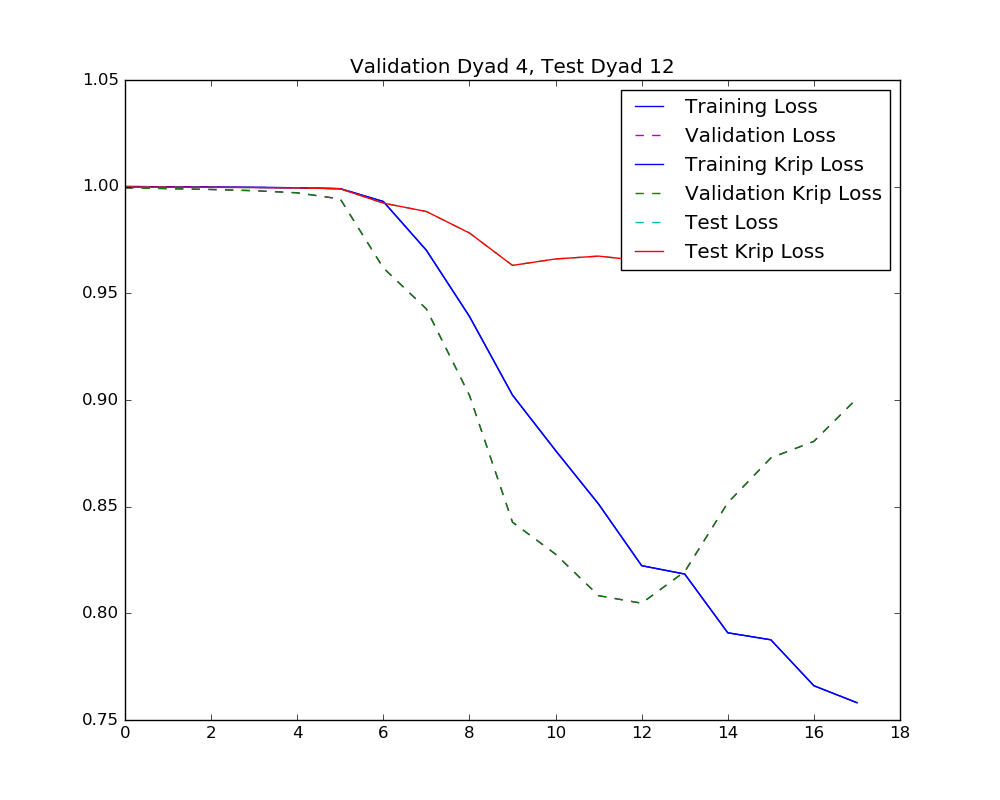 Validation Dyad 4, Test Dyad 12
1.05
1.00
0.95
0.90
0.85
0.80
0.75
Training Loss
Validation Loss
Training Krip Loss
Validation Krip Loss
Test Loss
Test Krip Loss
0 2 4 6 8 10 12 14 16 18